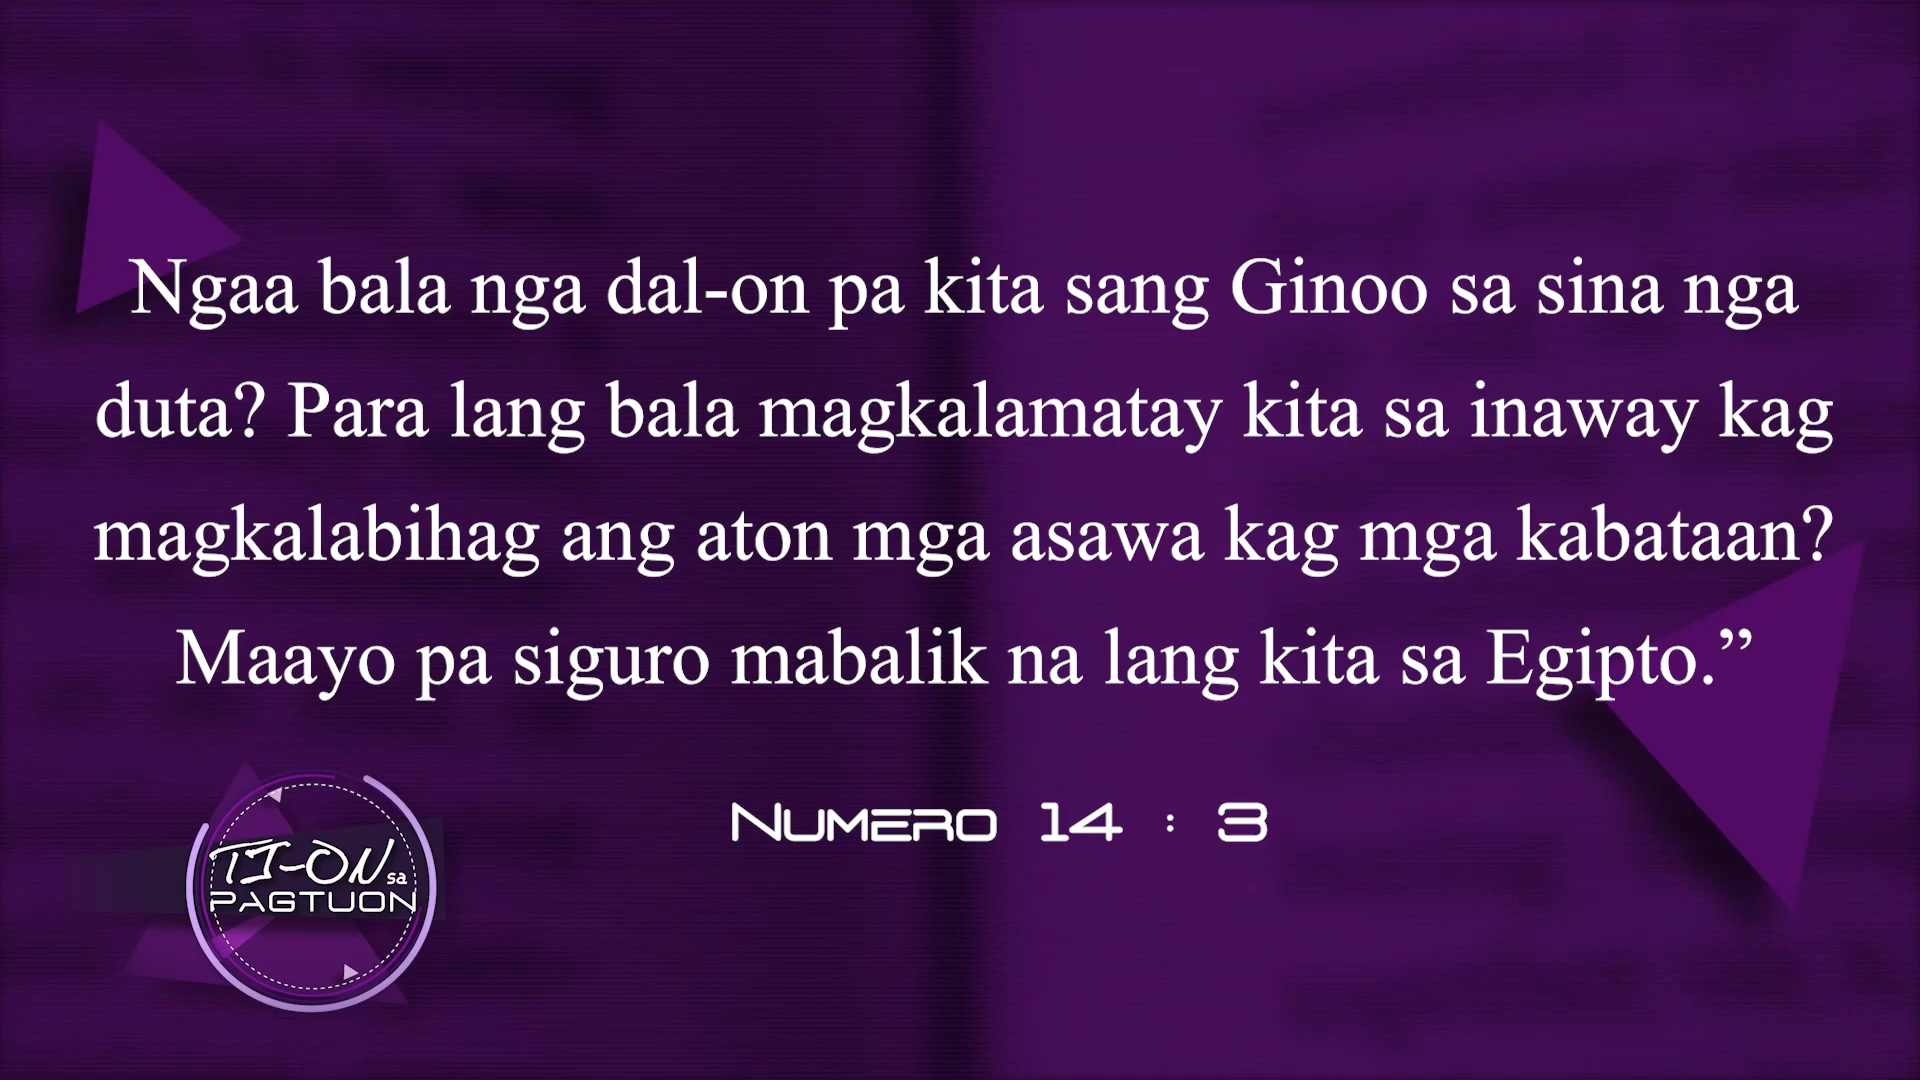 Ngaa bala nga dal-on pa kita sang Ginoo sa sina nga
duta? Para lang bala magkalamatay kita sa inaway kag
magkalabihag ang aton mga asawa kag mga kabataan?
Maayo pa siguro mabalik na lang kita sa Egipto.”
Numero 14 : 3
TI-ON sa
PAGTUON